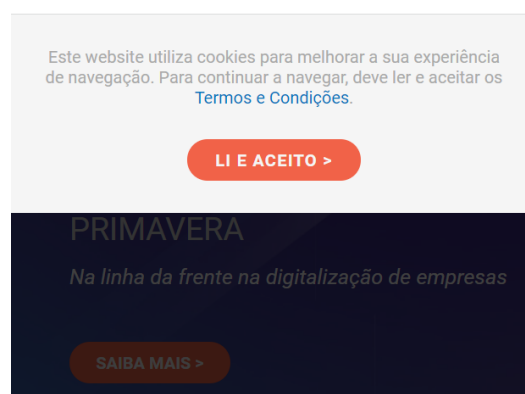 Este website utiliza cookies para melhorar a sua experiência
de navegação. Para continuar a navegar, deve ler e aceitar os
Termos e Condições.
LI E ACEITO >
PRIMAVERA
Na linha da frente na digitalização de empresas
SAIBA MAIS >